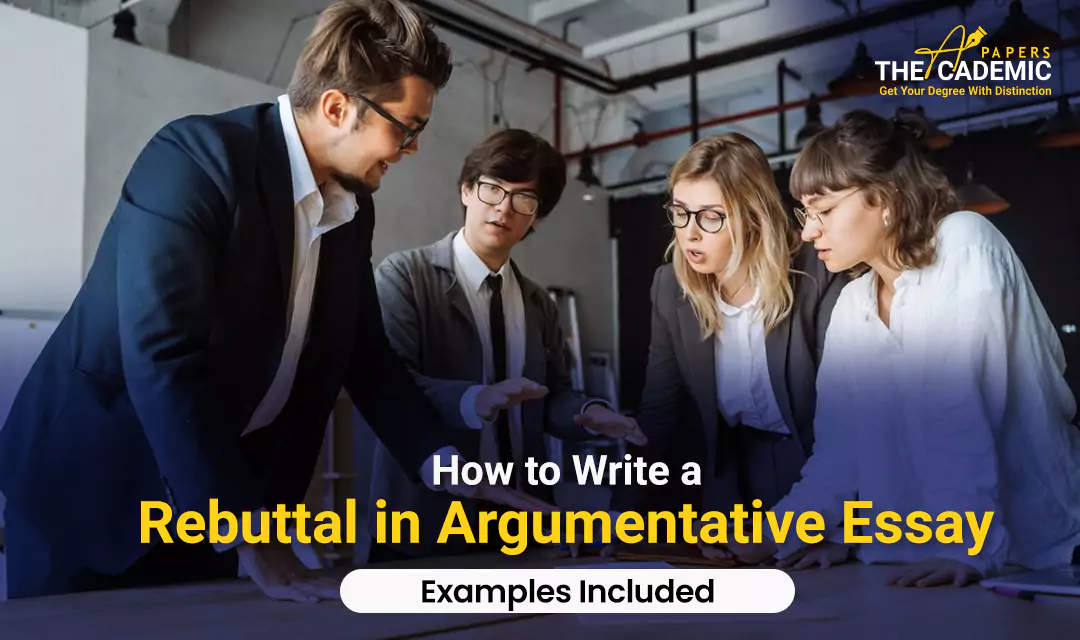 PAPERS
THE ACADEMIC
Get Your Degree With Distinction
How to Write a
Rebuttal in Argumentative Essay
Examples Included